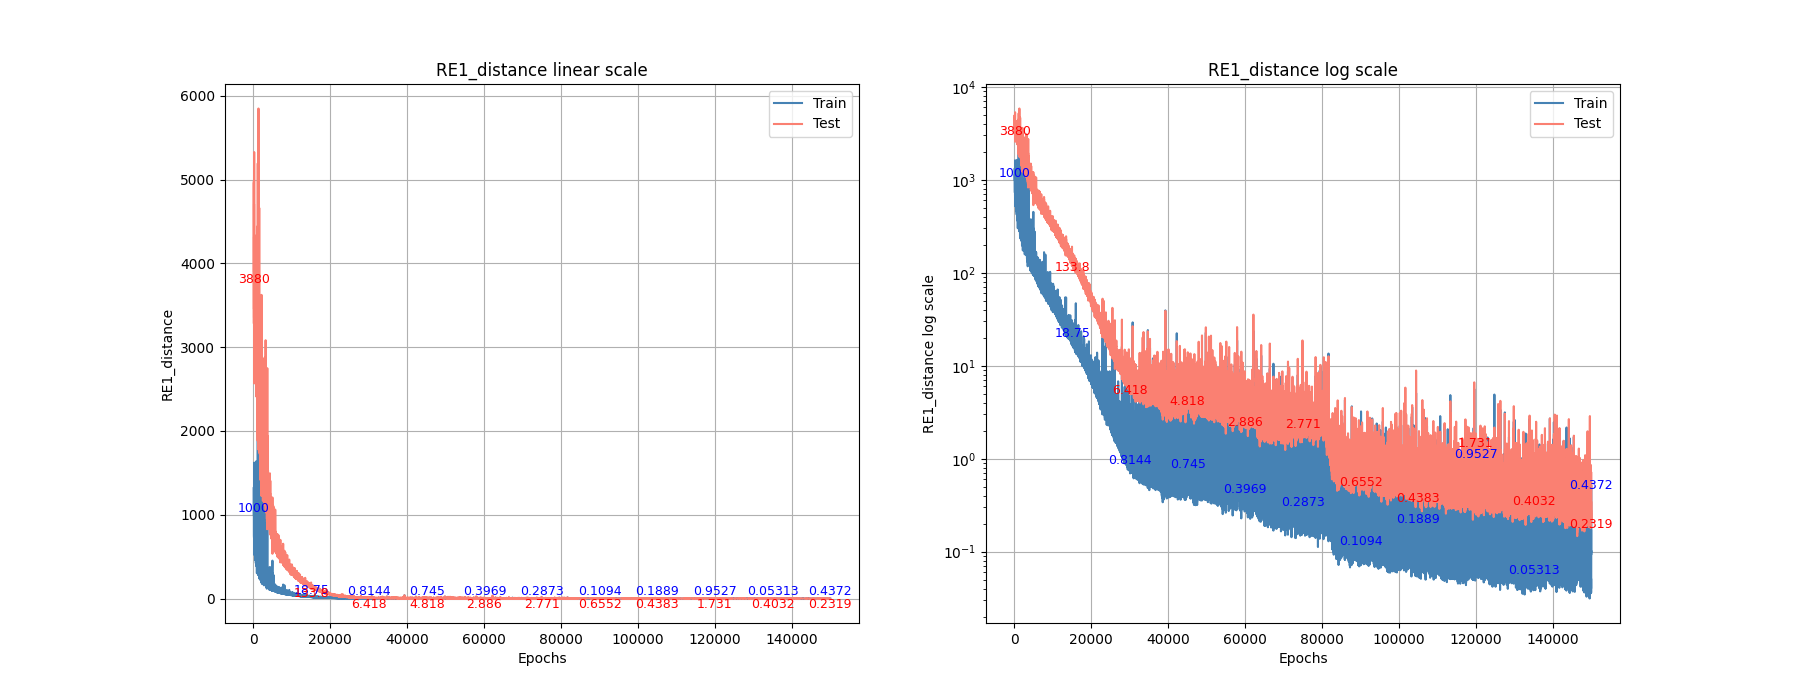 RE1_distance linear scale
6000
5000
4000
3000
2000
1000
0
RE1_distance
Train
Test
3880
1000
18.75
133.8
0.8144 0.745 0.3969 0.2873 0.1094 0.1889 0.9527 0.05313 0.4372
6.418 4.818 2.886 2.771 0.6552 0.4383 1.731 0.4032 0.2319
0 20000 40000 60000 80000 100000 120000 140000
Epochs
RE1_distance log scale
10^4
10^3
10^2
10^1
10^0
10^-1
RE1_distance log scale
Train
Test
3880
1000
133.8
18.75
6.418
4.818
2.886
2.771
0.8144
0.745
0.3969
0.2873
0.6552
0.4383
1.731
0.9527
0.4032
0.4372
0.2319
0.1889
0.1094
0.05313
0 20000 40000 60000 80000 100000 120000 140000
Epochs